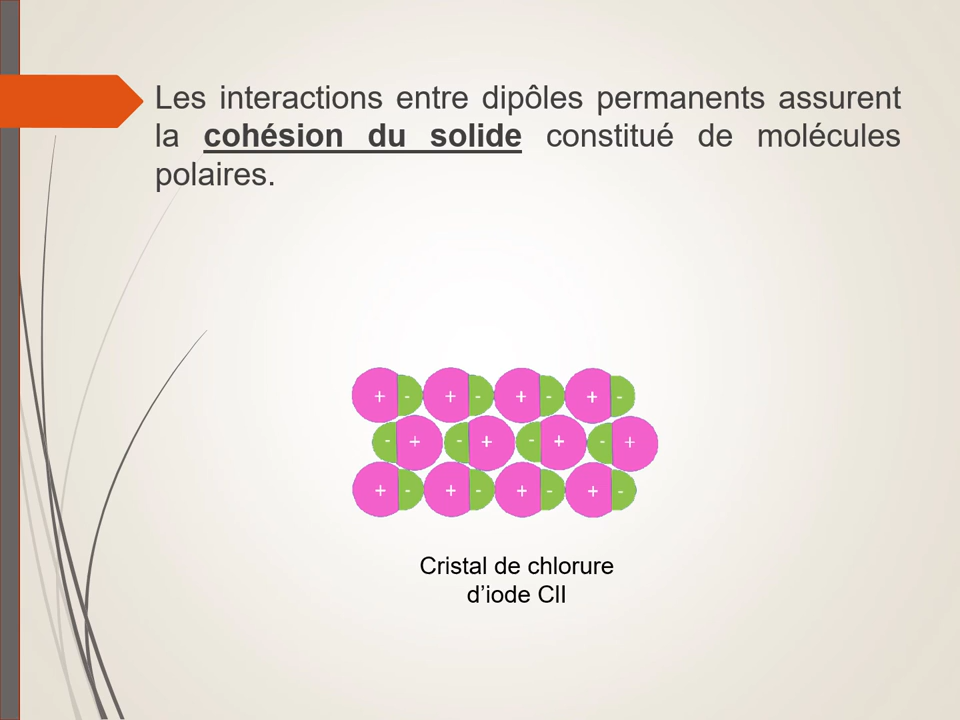 Les interactions entre dipôles permanents assurent
la cohésion du solide constitué de molécules
polaires.
+ - + - + - + -
- + - + - + - +
+ - + - + - + -
Cristal de chlorure
d’iode ClI